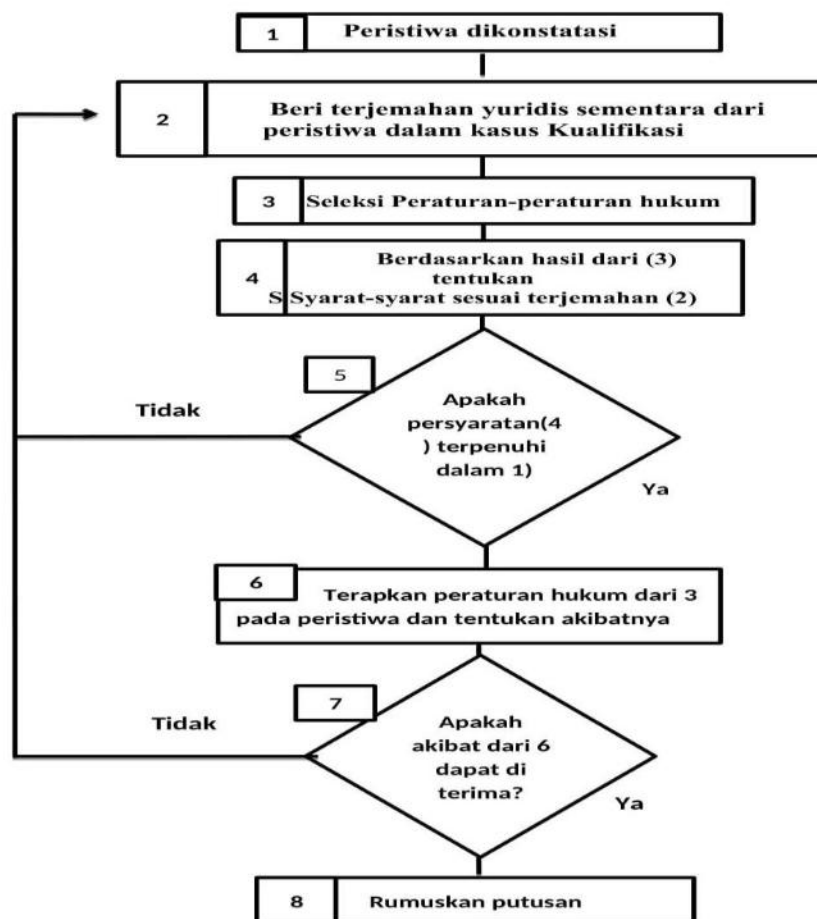 1 Peristiwa dikonstatasi
2 Beri terjemahan yuridis sementara dari
peristiwa dalam kasus Kualifikasi
3 Seleksi Peraturan-peraturan hukum
Berdasarkan hasil dari (3)
4 tentukan
S Syarat-syarat sesuai terjemahan (2)
5
Tidak
Apakah
persyaratan(4
) terpenuhi
dalam 1)
Ya
6 Terapkan peraturan hukum dari 3
pada peristiwa dan tentukan akibatnya
7
Tidak
Apakah
akibat dari 6
dapat di
terima?
Ya
8 Rumuskan putusan